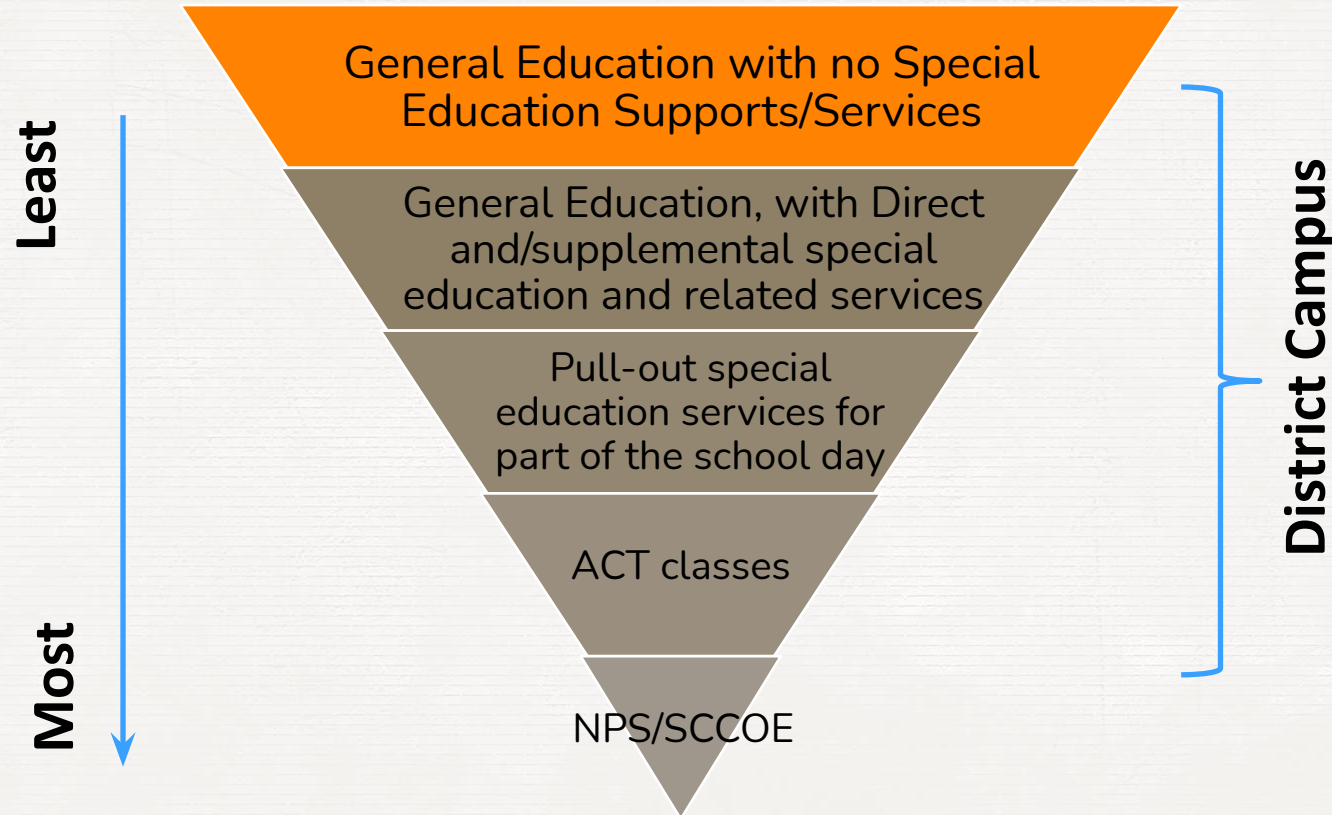 General Education with no Special
Education Supports/Services
General Education, with Direct
and/supplemental special
education and related services
Pull-out special
education services for
part of the school day
ACT classes
NPS/SCCOE
Least
Most
District Campus